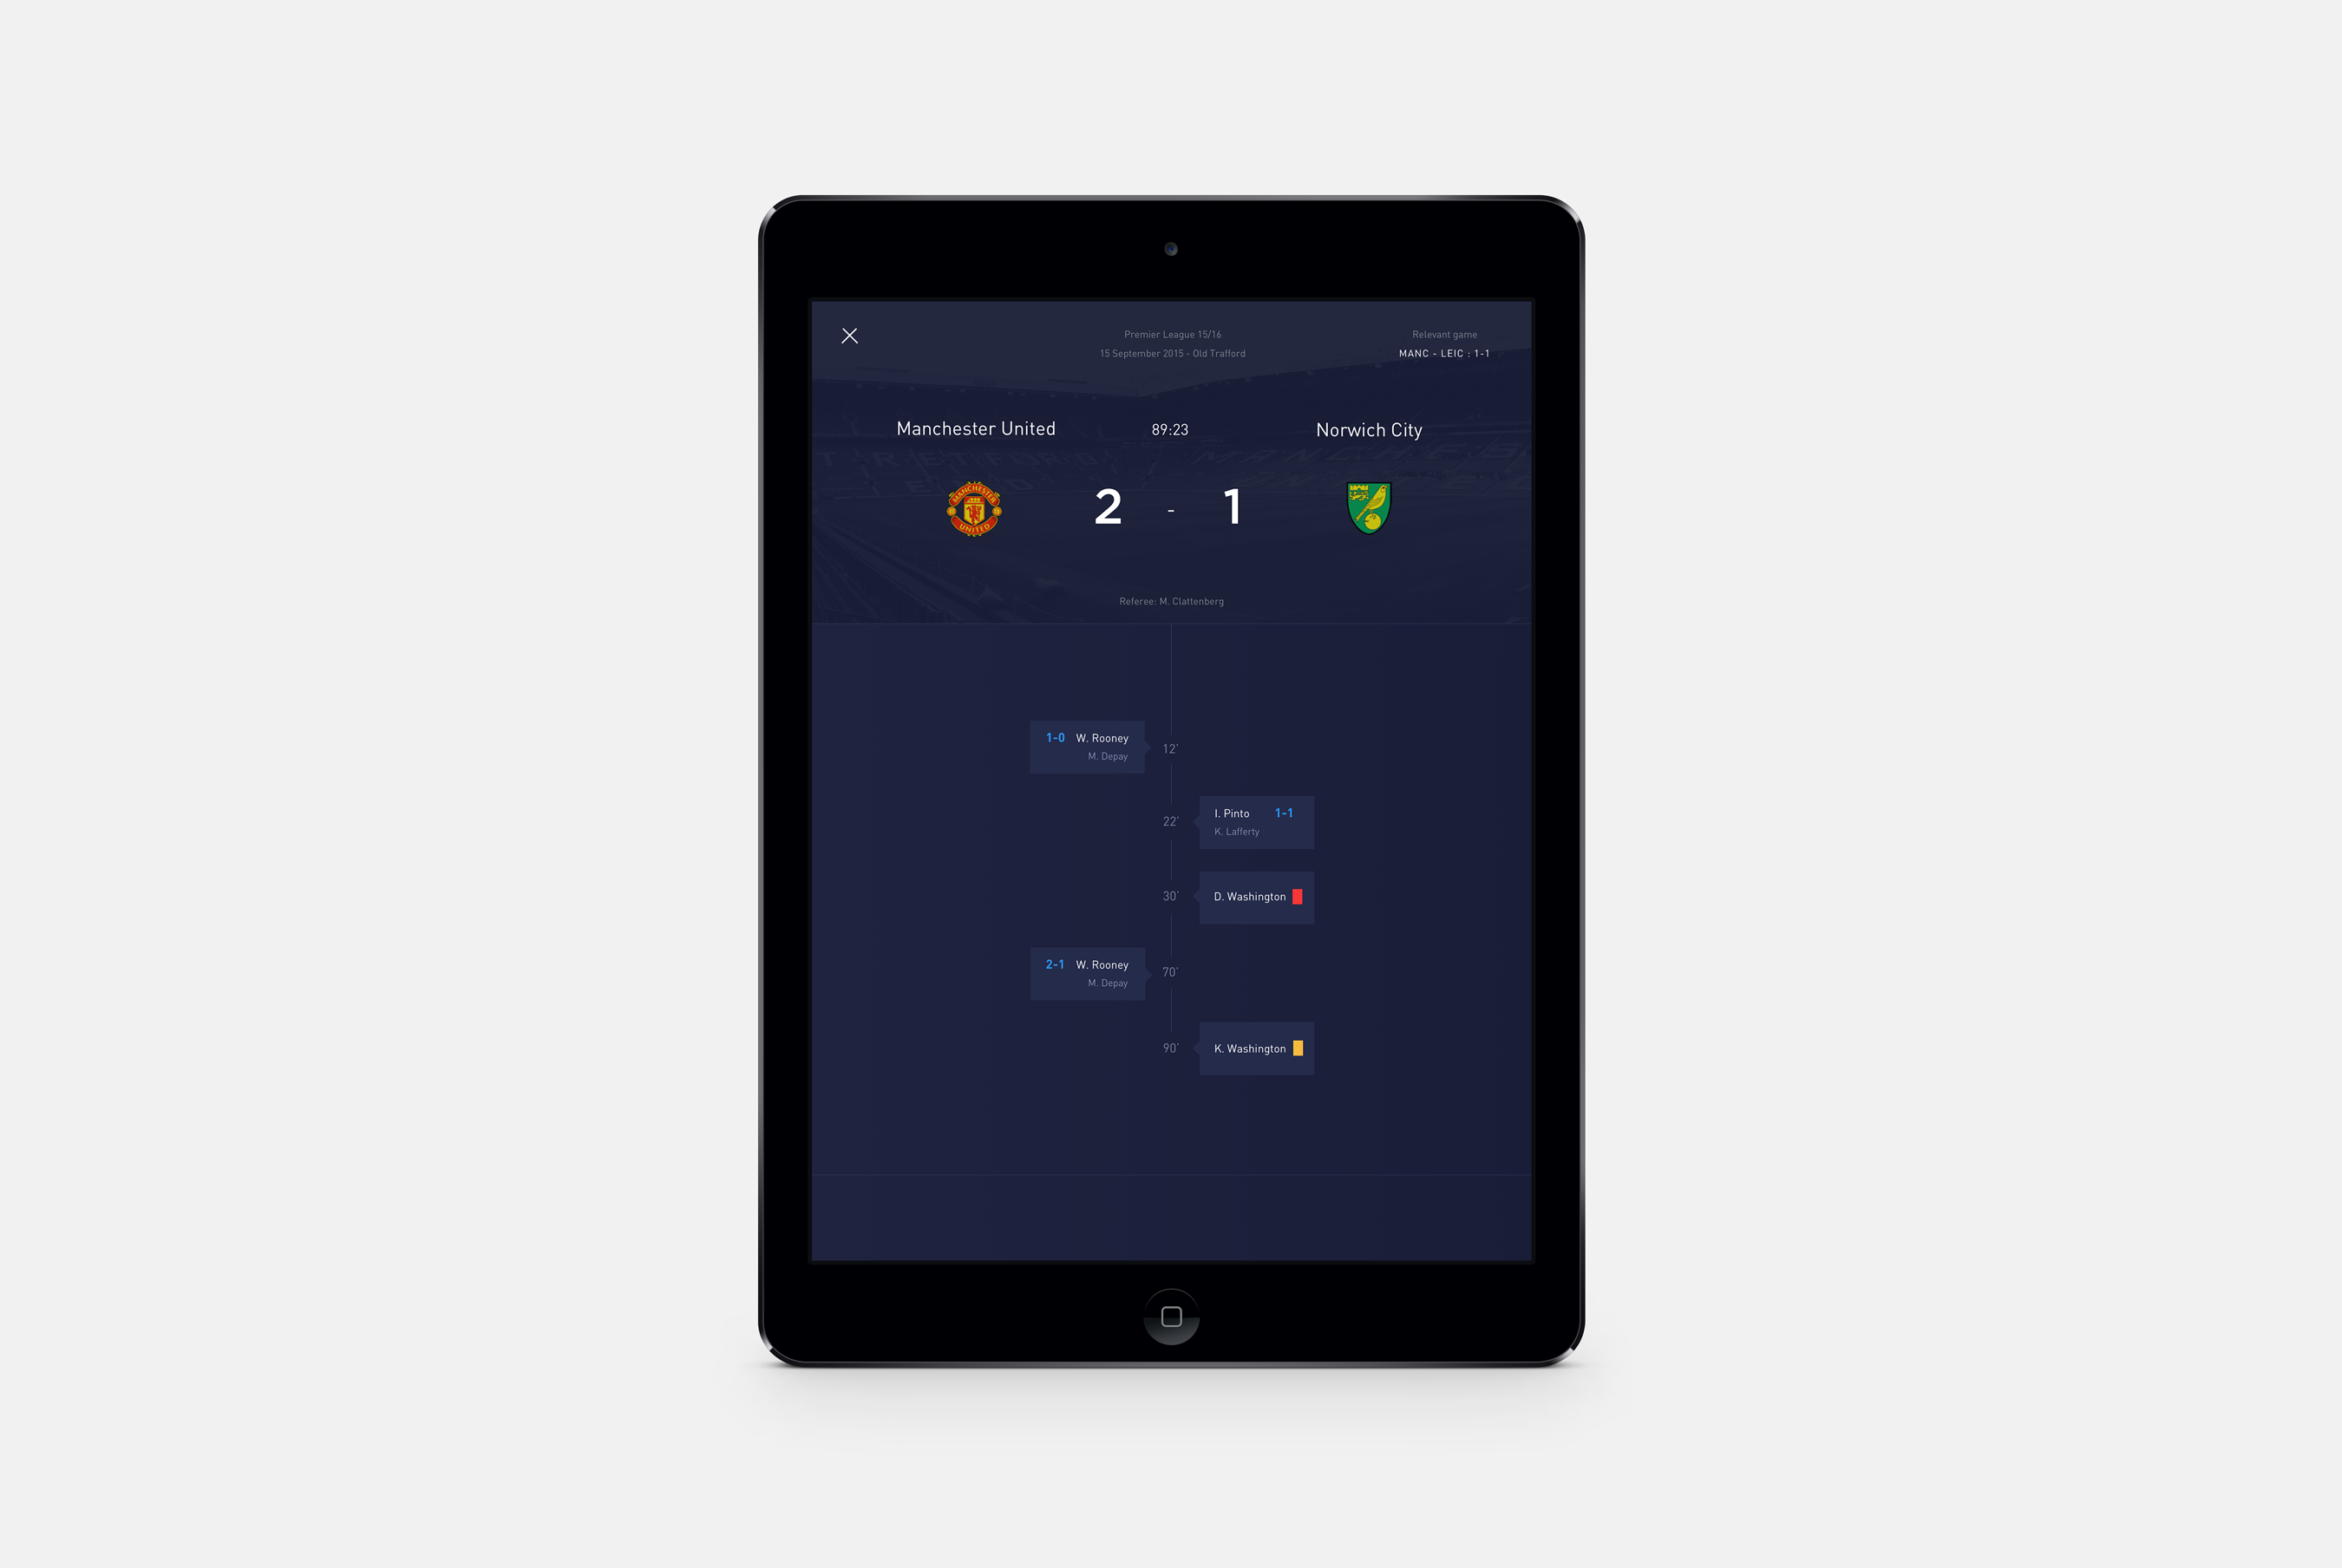 Premier League 15/16
15 September 2015 - Old Trafford
Relevant game
MANC - LEIC : 1-1
Manchester United
89:23
Norwich City
MANCHESTER
UNITED
2 - 1
Referee: M. Clattenberg
1-0 W. Rooney
M. Depay
12'
22'
I. Pinto 1-1
K. Lafferty
30'
D. Washington
2-1 W. Rooney
M. Depay
70'
90'
K. Washington